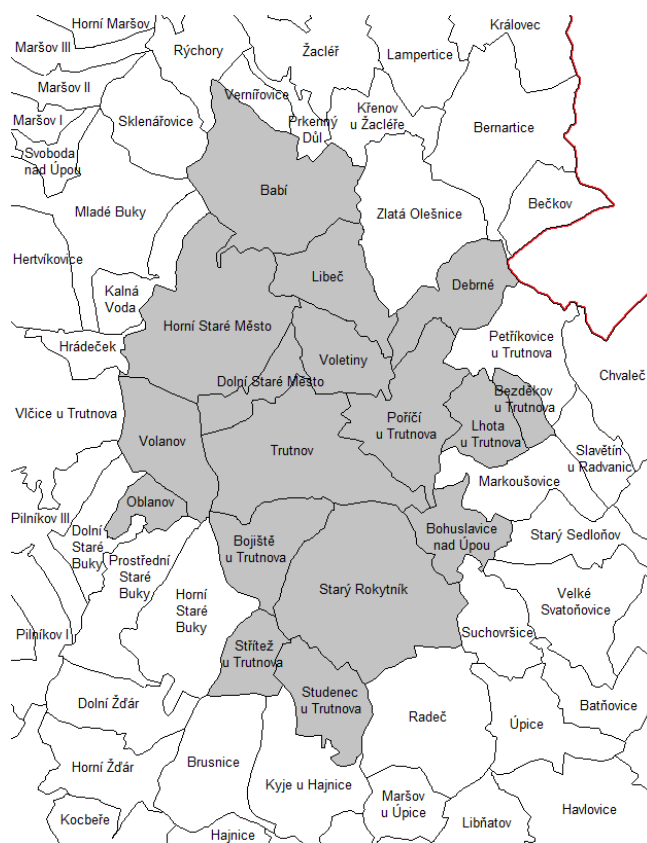 Horní Maršov
Královec
Maršov III
Rýchory
Žacléř
Lampertice
Maršov II
Vernířovice
Křenov
u Žacléře
Maršov I
Sklenářovice
Prkenný
Důl
Bernartice
Svoboda
nad Úpou
Babí
Mladé Buky
Zlatá Olešnice
Bečkov
Hertvíkovice
Libeč
Debrné
Kalná
Voda
Horní Staré Město
Petříkovice
u Trutnova
Hrádeček
Voletiny
Chvaleč
Dolní Staré Město
Bezděkov
u Trutnova
Vlčice u Trutnova
Poříčí
u Trutnova
Lhota
u Trutnova
Volanov
Trutnov
Slavětín
u Radvanic
Markoušovice
Oblanov
Pilníkov III
Dolní
Staré
Buky
Bojiště
u Trutnova
Bohuslavice
nad Úpou
Starý Sedloňov
Prostřední
Staré
Buky
Horní
Staré
Buky
Starý Rokytník
Velké
Svatoňovice
Pilníkov I
Suchovršice
Střítež
u Trutnova
Studenec
u Trutnova
Dolní Žďár
Radeč
Úpice
Batňovice
Horní Žďár
Brusnice
Kyje u Hajnice
Maršov
u Úpice
Havlovice
Kocbeře
Hajnice
Libňatov